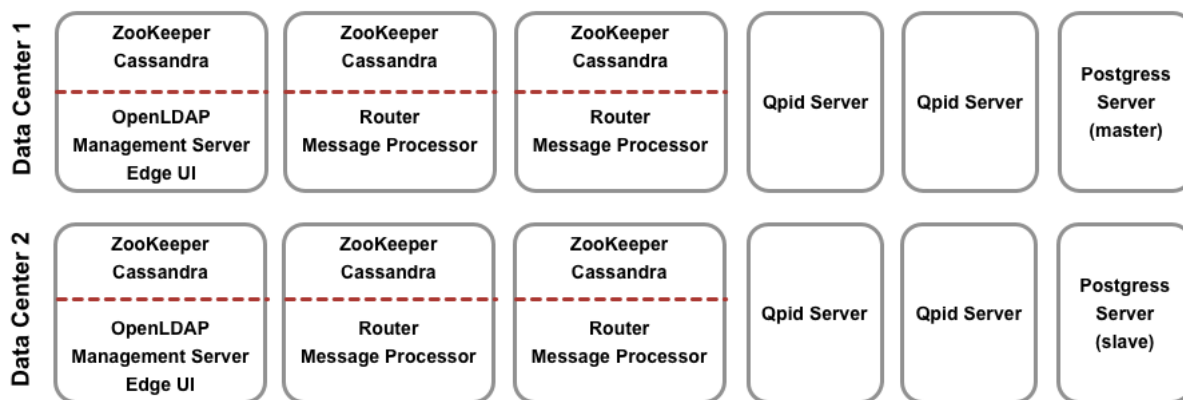 Data Center 1
ZooKeeper
Cassandra
OpenLDAP
Management Server
Edge UI
ZooKeeper
Cassandra
Router
Message Processor
ZooKeeper
Cassandra
Router
Message Processor
Qpid Server
Qpid Server
Postgress
Server
(master)
Data Center 2
ZooKeeper
Cassandra
OpenLDAP
Management Server
Edge UI
ZooKeeper
Cassandra
Router
Message Processor
ZooKeeper
Cassandra
Router
Message Processor
Qpid Server
Qpid Server
Postgress
Server
(slave)